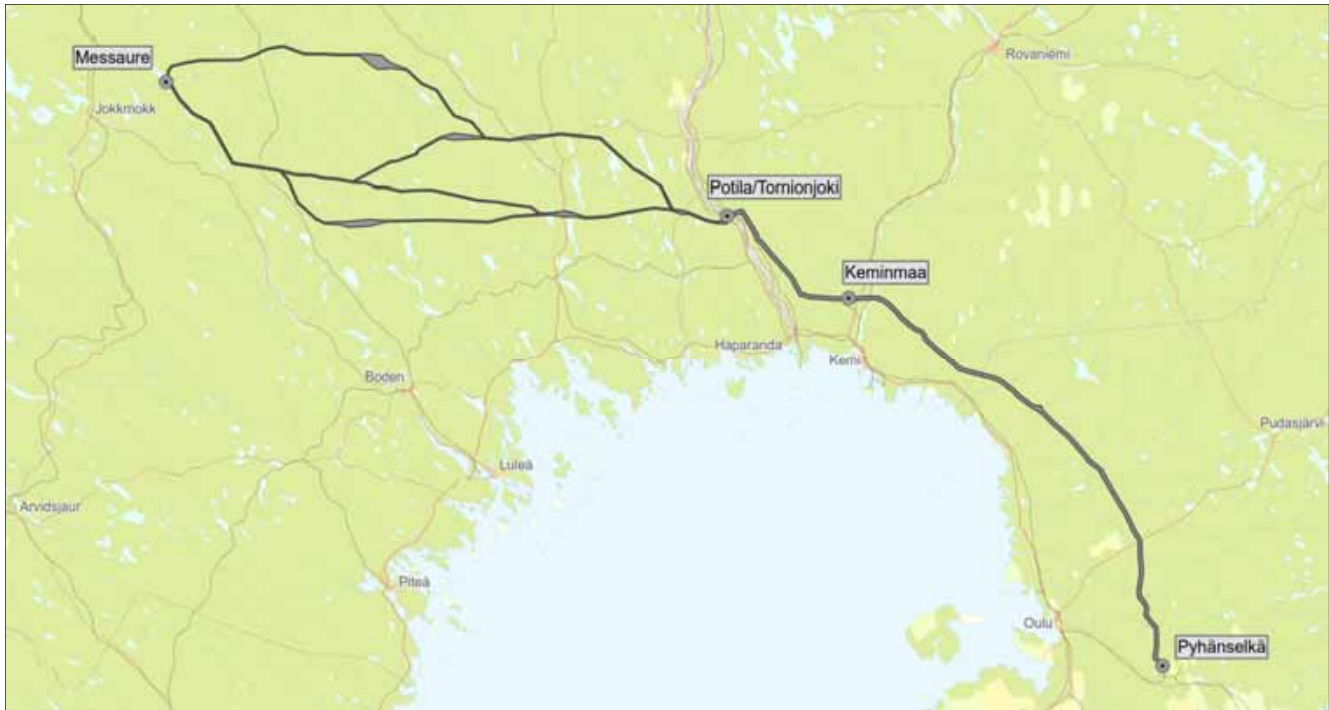 Messaure
Rovaniemi
Jokkmokk
Potila/Tornionjoki
Keminmaa
Haparanda
Kemi
Boden
Pudasjärvi
Luleå
Arvidsjaur
Piteå
Oulu
Pyhänselkä